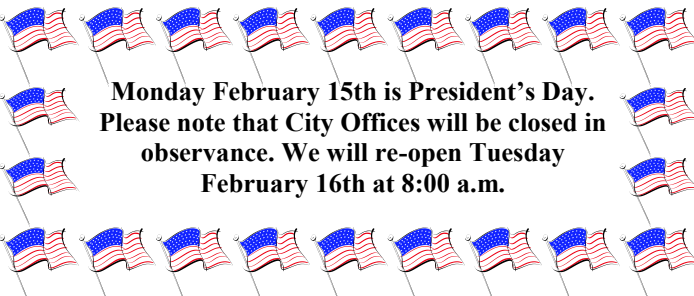 Monday February 15th is President’s Day.
Please note that City Offices will be closed in
observance. We will re-open Tuesday
February 16th at 8:00 a.m.